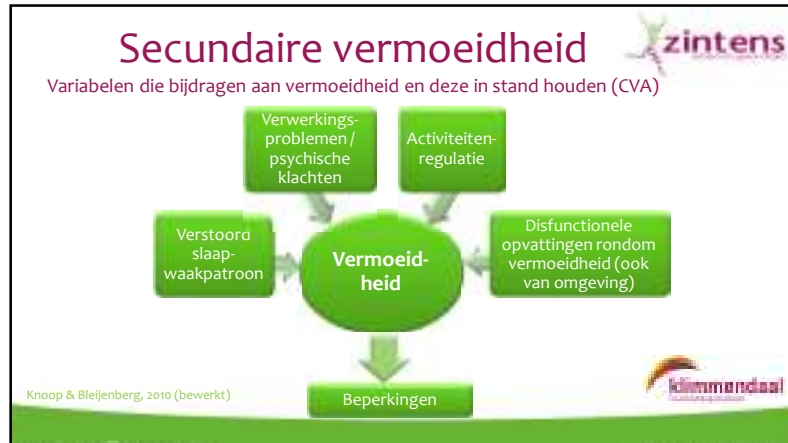 Secundaire vermoeidheid
zintens
Variabelen die bijdragen aan vermoeidheid en deze in stand houden (CVA)
Verwerkings-
problemen /
psychische
klachten
Activiteiten-
regulatie
Verstoord
slaap-
waakpatroon
Vermoeid-
heid
Disfunctionele
opvattingen rondom
vermoeidheid (ook
van omgeving)
Beperkingen
Knoop & Bleijenberg, 2010 (bewerkt)
klimmendaal